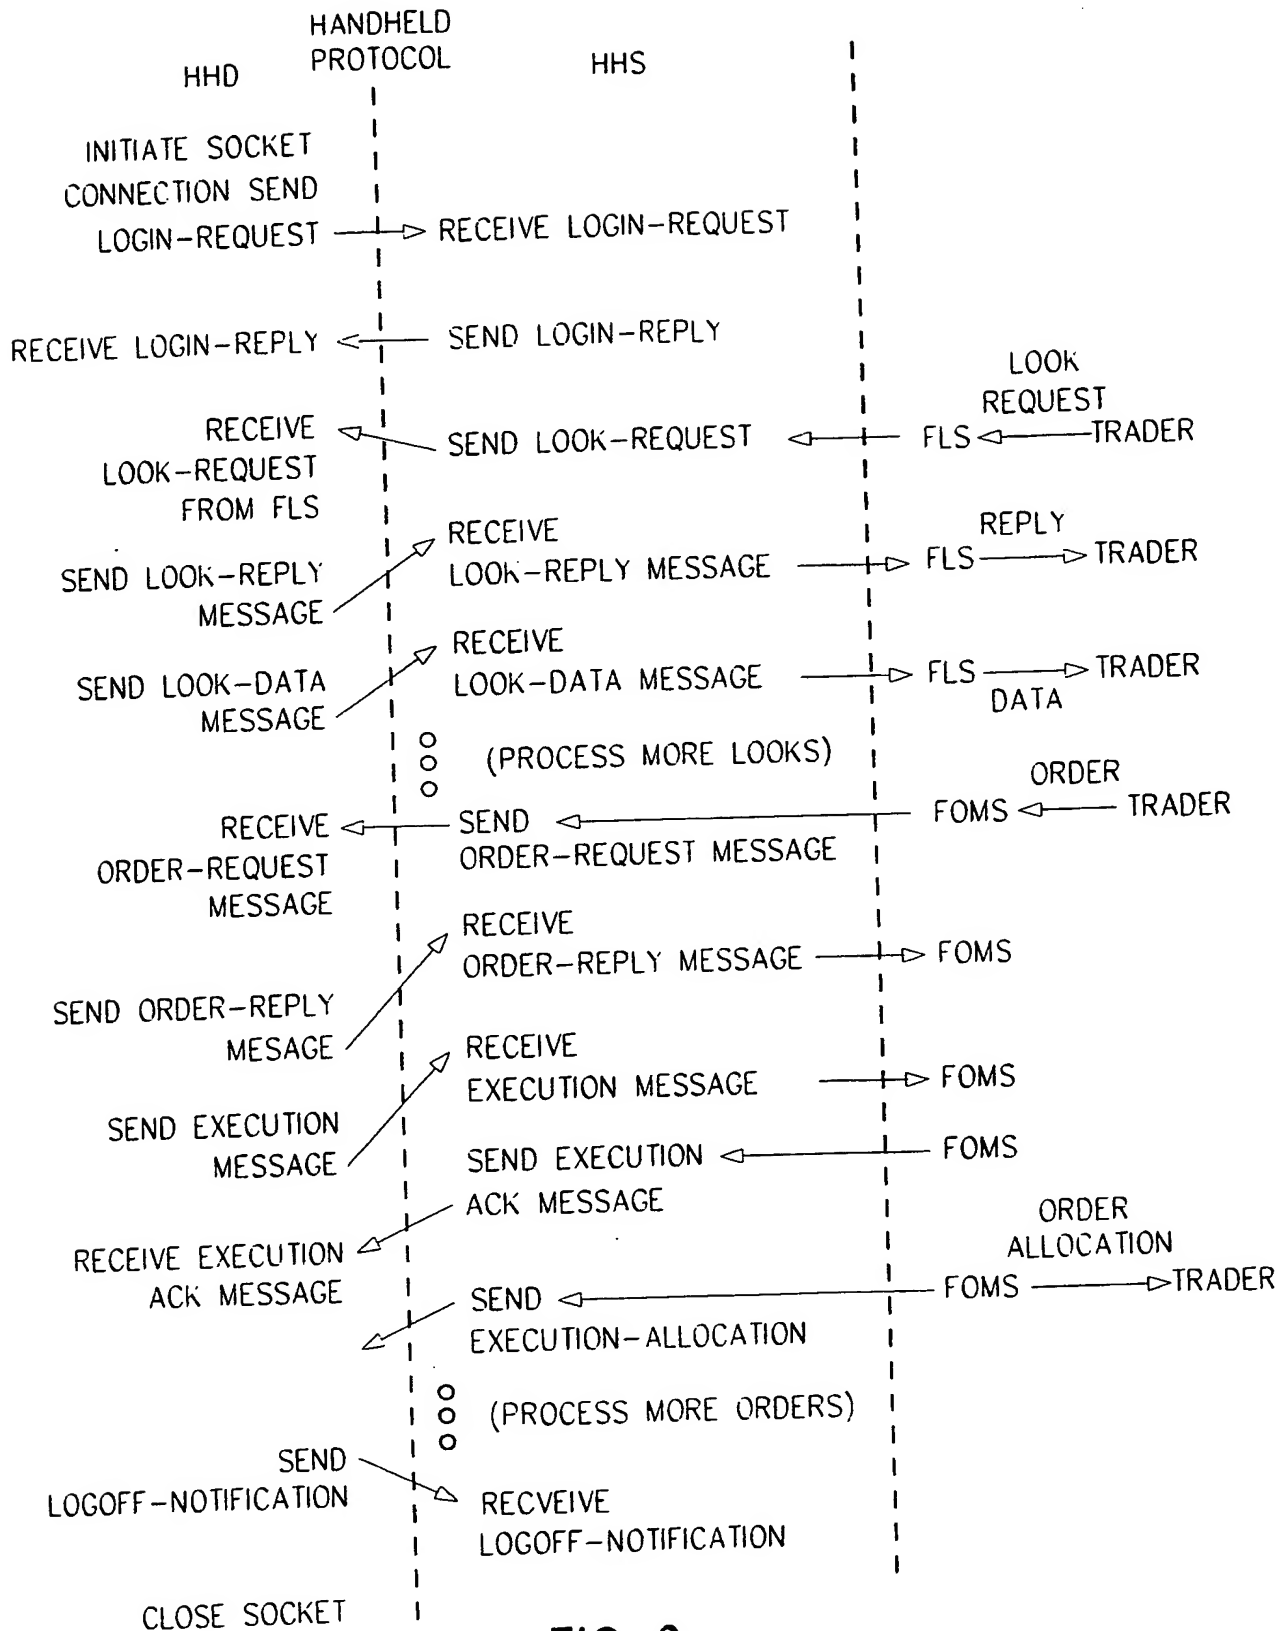 HANDHELD
PROTOCOL
HHD
HHS
INITIATE SOCKET
CONNECTION SEND
LOGIN-REQUEST
RECEIVE LOGIN-REQUEST
RECEIVE LOGIN-REPLY
SEND LOGIN-REPLY
LOOK
REQUEST
RECEIVE
LOOK-REQUEST
FROM FLS
SEND LOOK-REQUEST
FLS
TRADER
SEND LOOK-REPLY
MESSAGE
RECEIVE
LOOK-REPLY MESSAGE
FLS
REPLY
TRADER
SEND LOOK-DATA
MESSAGE
RECEIVE
LOOK-DATA MESSAGE
FLS
DATA
TRADER
(PROCESS MORE LOOKS)
ORDER
RECEIVE
ORDER-REQUEST
MESSAGE
SEND
ORDER-REQUEST MESSAGE
FOMS
TRADER
SEND ORDER-REPLY
MESAGE
RECEIVE
ORDER-REPLY MESSAGE
FOMS
SEND EXECUTION
MESSAGE
RECEIVE
EXECUTION MESSAGE
FOMS
SEND EXECUTION
ACK MESSAGE
FOMS
RECEIVE EXECUTION
ACK MESSAGE
ORDER
ALLOCATION
SEND
EXECUTION-ALLOCATION
FOMS
TRADER
(PROCESS MORE ORDERS)
SEND
LOGOFF-NOTIFICATION
RECVEIVE
LOGOFF-NOTIFICATION
CLOSE SOCKET